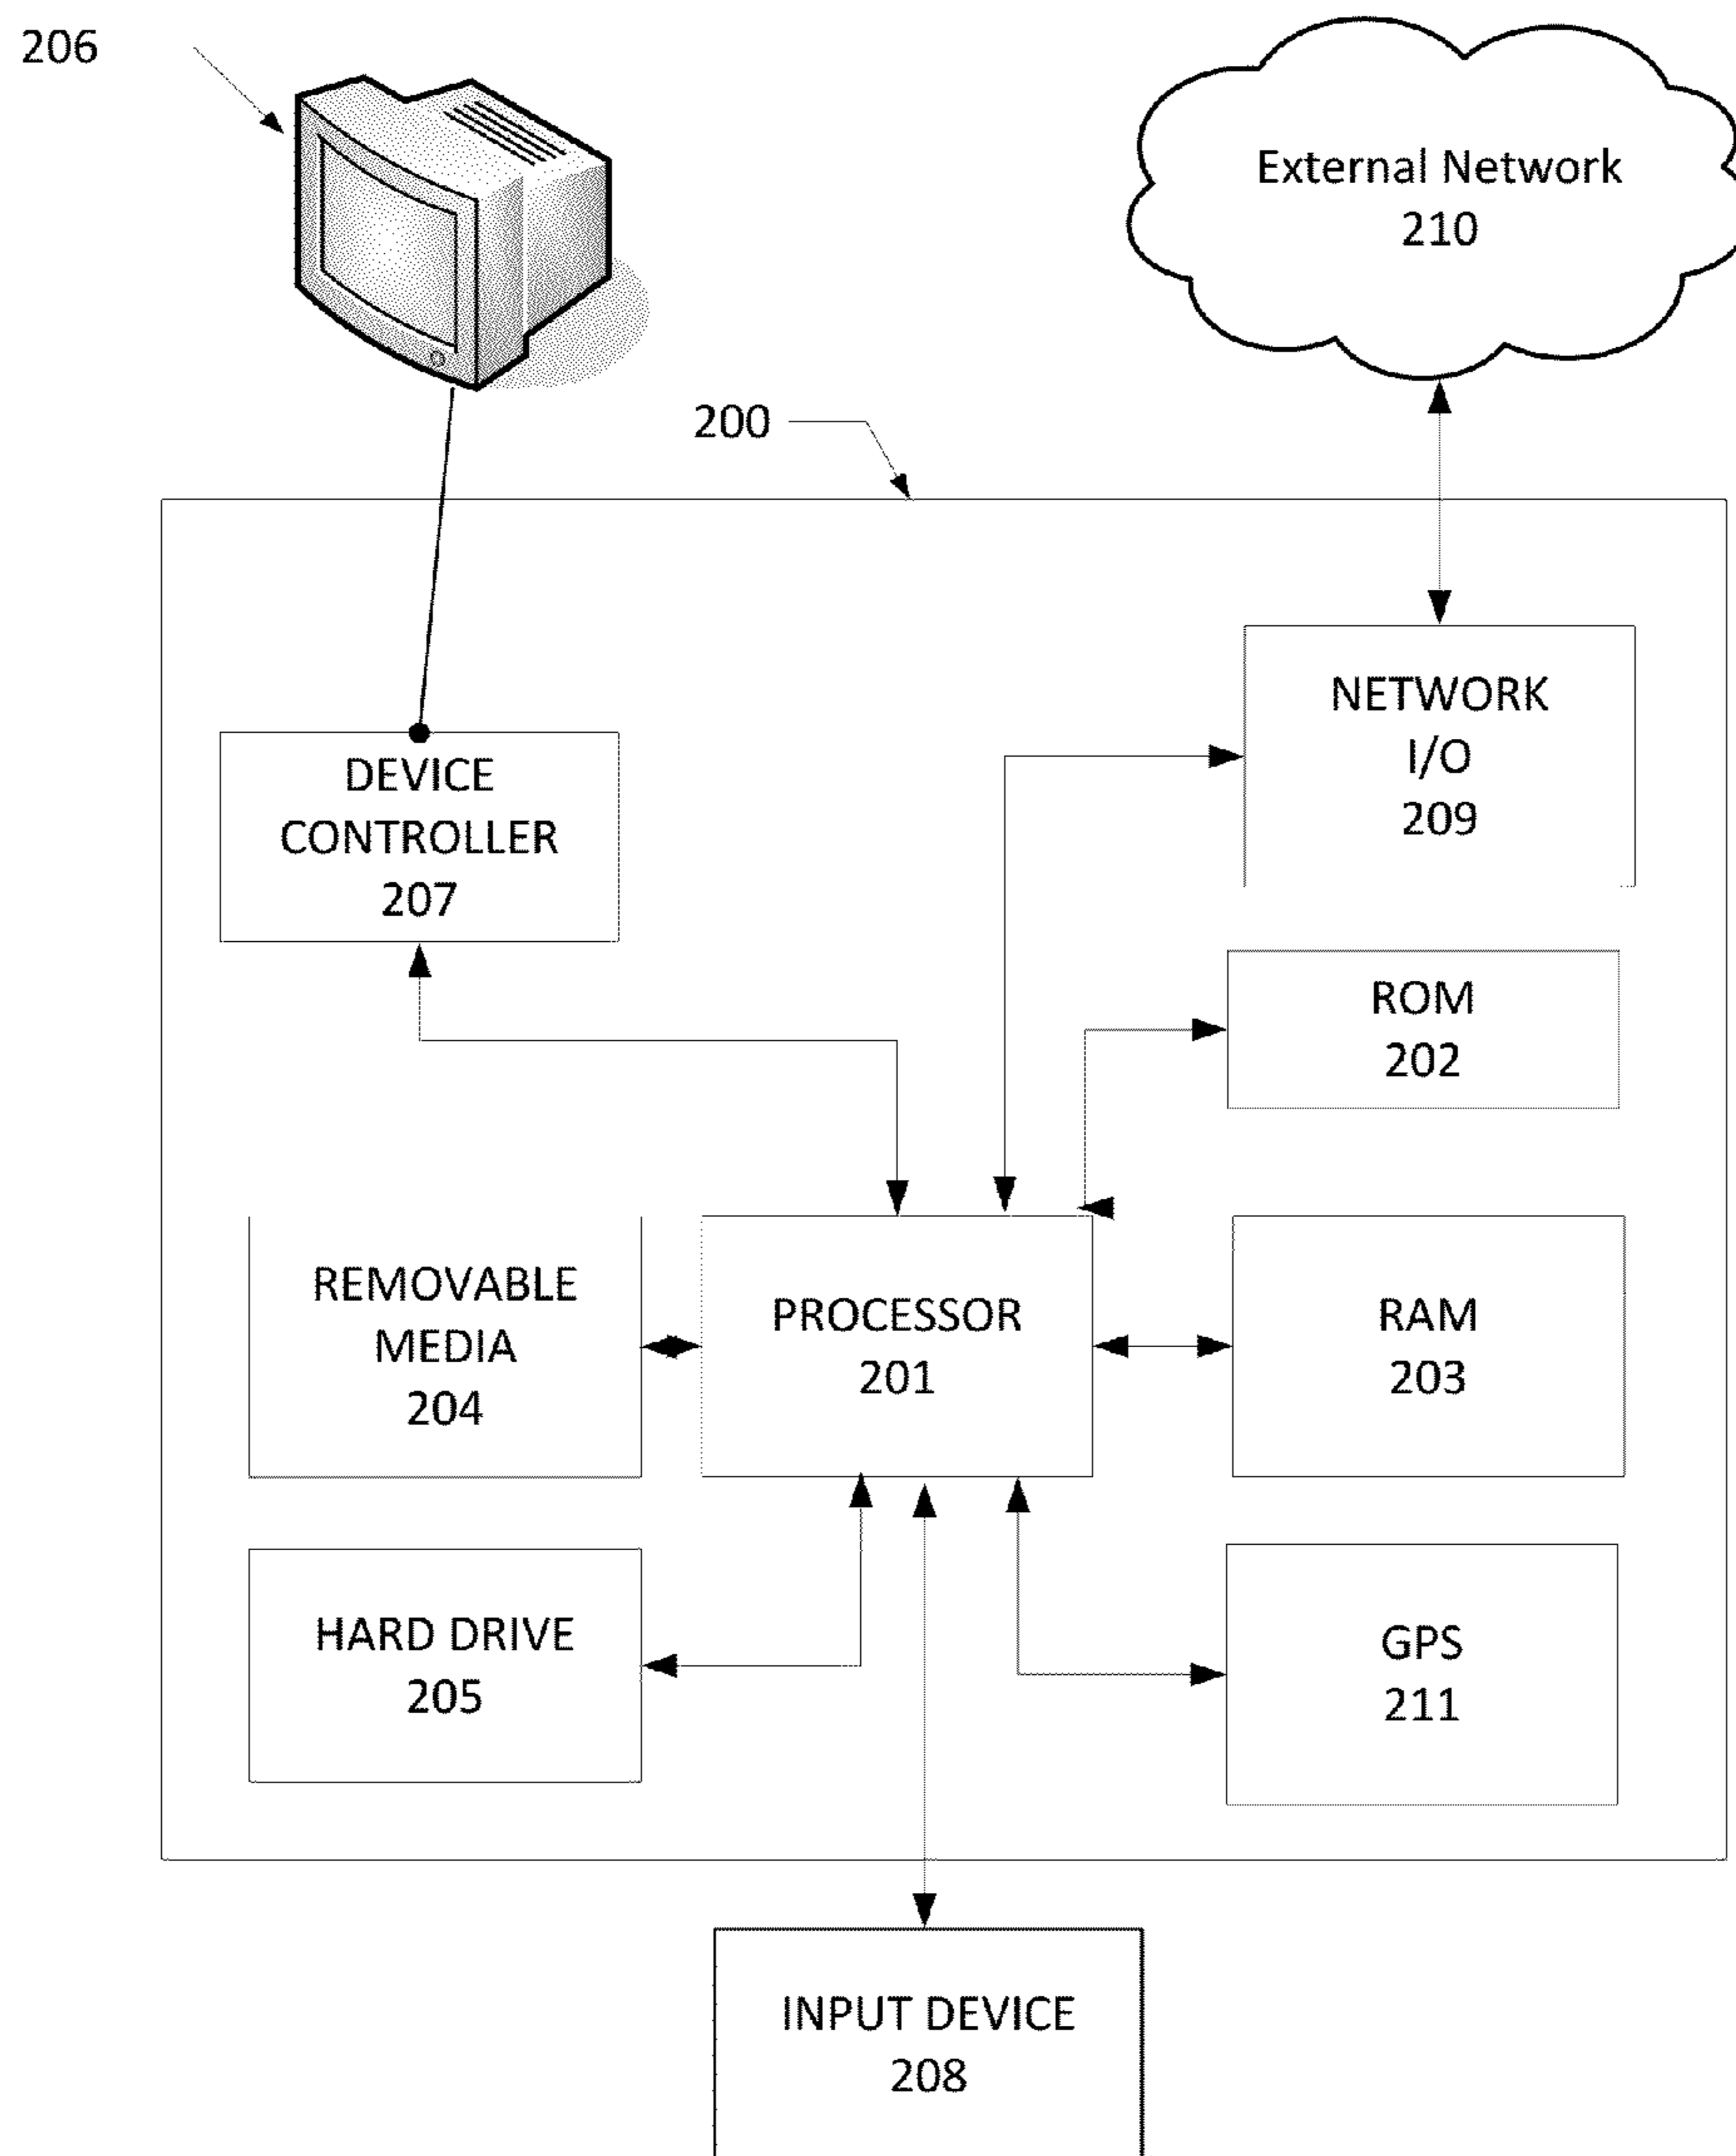 206
External Network
210
200
NETWORK
I/O
209
DEVICE
CONTROLLER
207
ROM
202
REMOVABLE
MEDIA
204
PROCESSOR
201
RAM
203
HARD DRIVE
205
GPS
211
INPUT DEVICE
208